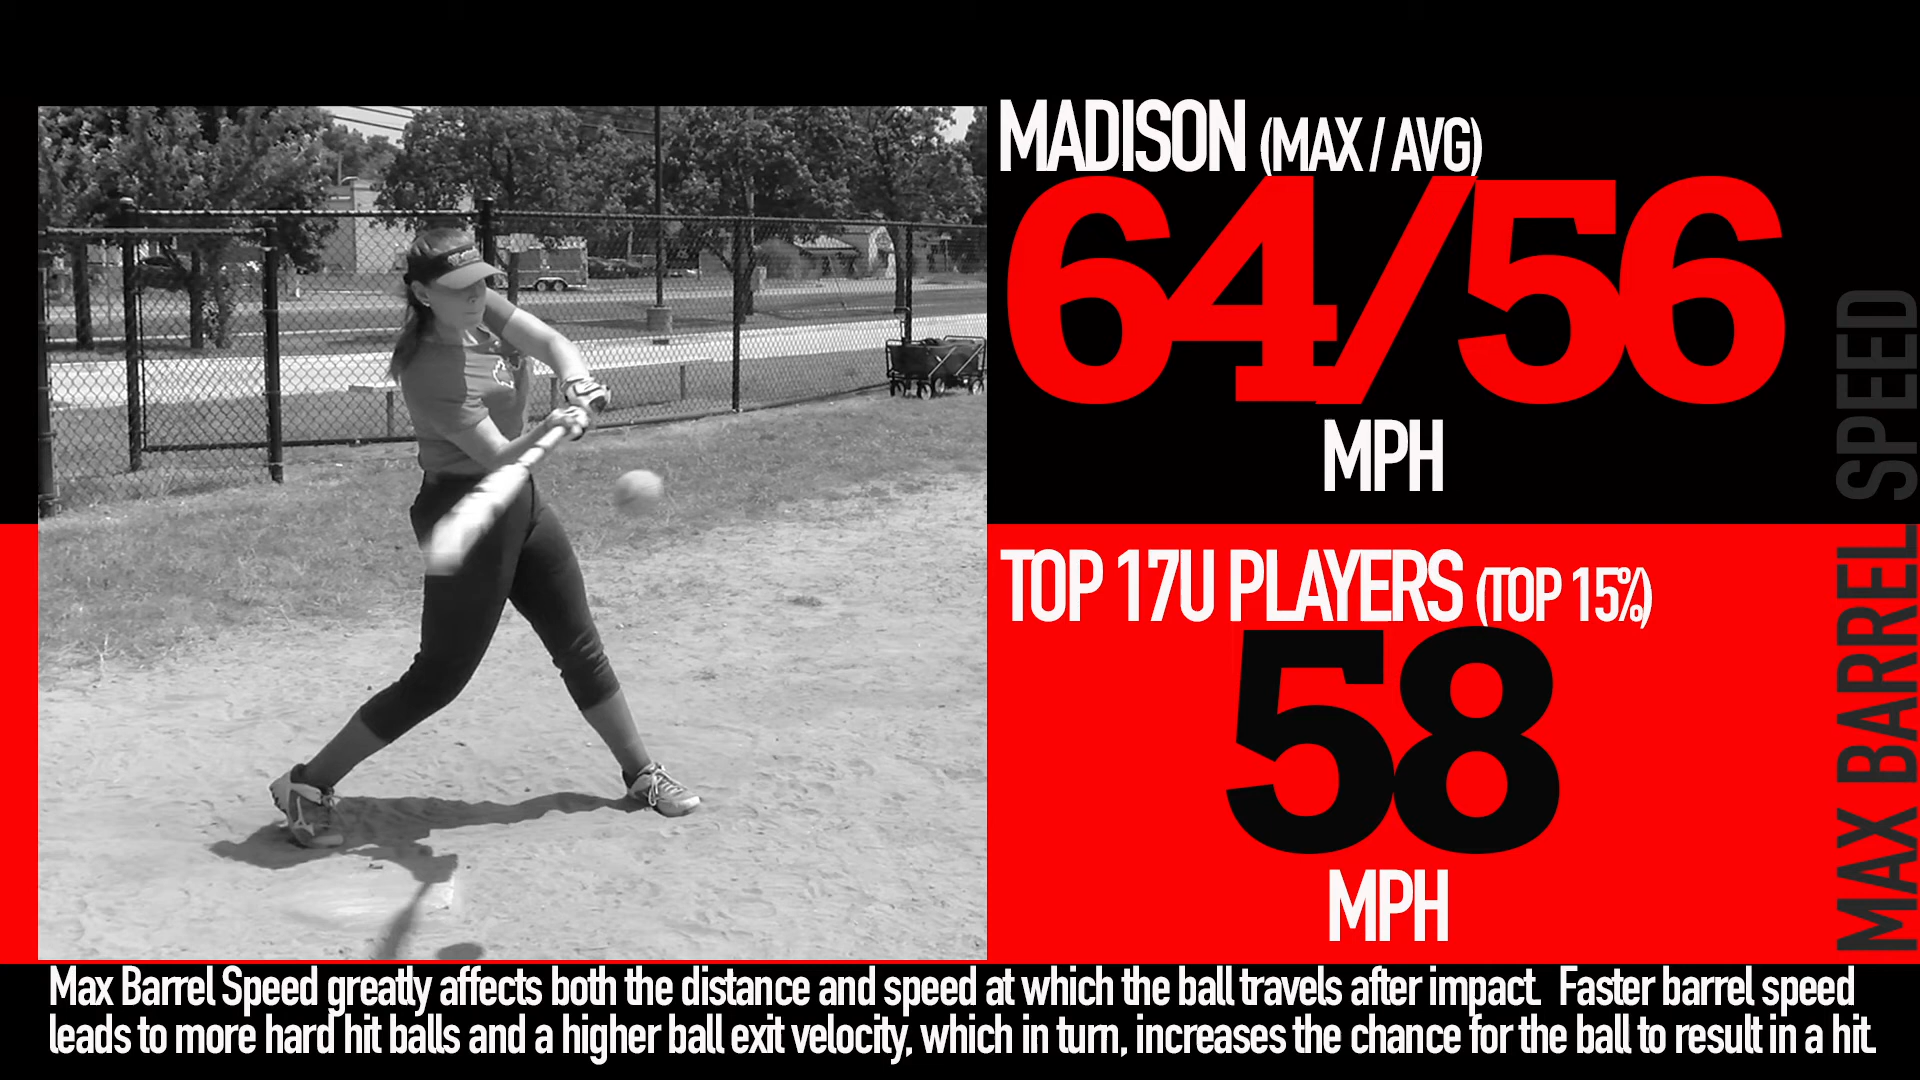 MADISON (MAX / AVG)
64/56
MPH
TOP 17U PLAYERS (TOP 15%)
58
MPH
MAX BARREL SPEED
Max Barrel Speed greatly affects both the distance and speed at which the ball travels after impact. Faster barrel speed
leads to more hard hit balls and a higher ball exit velocity, which in turn, increases the chance for the ball to result in a hit.